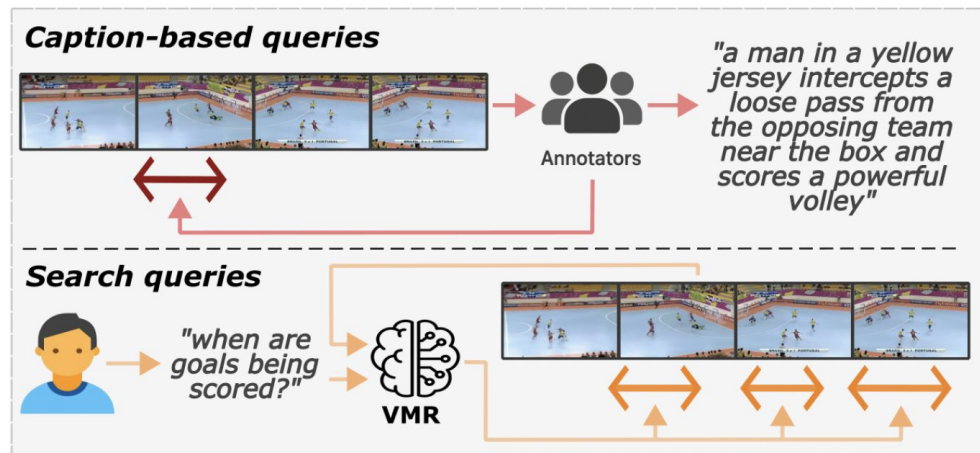 Caption-based queries
"a man in a yellow
jersey intercepts a
loose pass from
the opposing team
near the box and
scores a powerful
volley"
Annotators
Search queries
"when are
goals being
scored?"
VMR